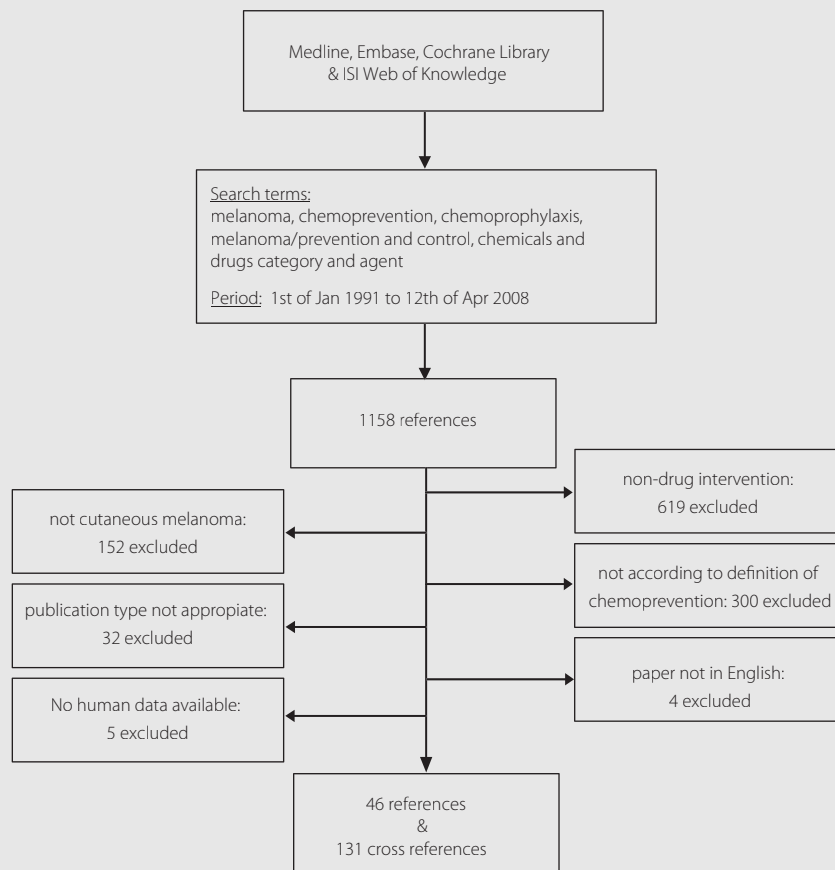 Medline, Embase, Cochrane Library
& ISI Web of Knowledge
Search terms:
melanoma, chemoprevention, chemoprophylaxis,
melanoma/prevention and control, chemicals and
drugs category and agent
Period: 1st of Jan 1991 to 12th of Apr 2008
1158 references
non-drug intervention:
619 excluded
not cutaneous melanoma:
152 excluded
not according to definition of
chemoprevention: 300 excluded
publication type not appropiate:
32 excluded
paper not in English:
4 excluded
No human data available:
5 excluded
46 references
&
131 cross references